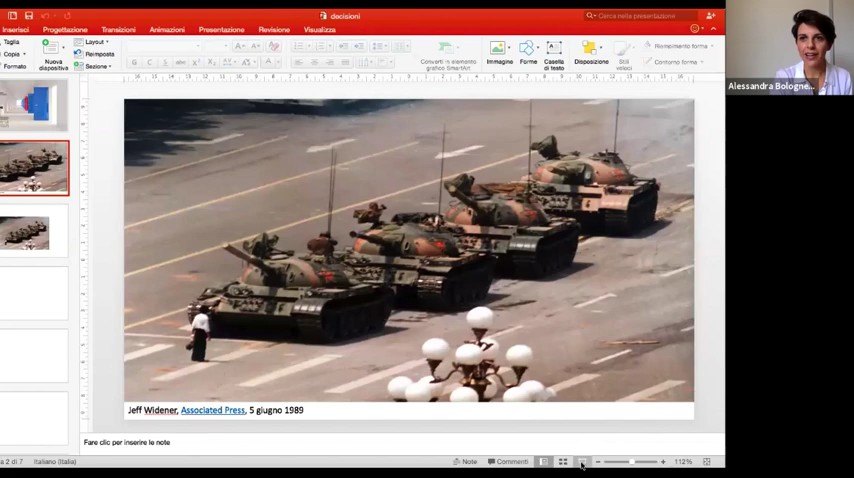 decisioni
Cerca nella presentazione
Inserisci Progettazione Transizioni Animazioni Presentazione Revisione Visualizza
Taglia
Copia
Formato
Nuova
diapositiva
Layout
Reimposta
Sezione
G C S abc
Converti in elemento
grafico SmartArt
Immagine
Forme
Casella
di testo
Disposizione
Stili
veloci
Riempimento forma
Contorno forma
Alessandra Bologne...
Jeff Widener, Associated Press, 5 giugno 1989
Fare clic per inserire le note
a 2 di 7 Italiano (Italia) Note Commenti 112%